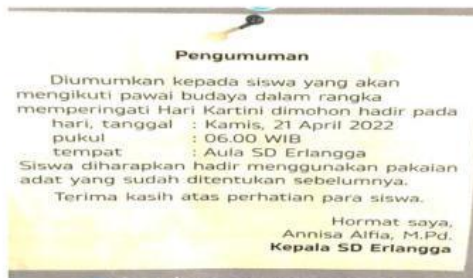 Pengumuman
Diumumkan kepada siswa yang akan
mengikuti pawai budaya dalam rangka
memperingati Hari Kartini dimohon hadir pada
hari, tanggal : Kamis, 21 April 2022
pukul : 06.00 WIB
tempat : Aula SD Erlangga
Siswa diharapkan hadir menggunakan pakaian
adat yang sudah ditentukan sebelumnya.
Terima kasih atas perhatian para siswa.
Hormat saya,
Annisa Alfia, M.Pd.
Kepala SD Erlangga